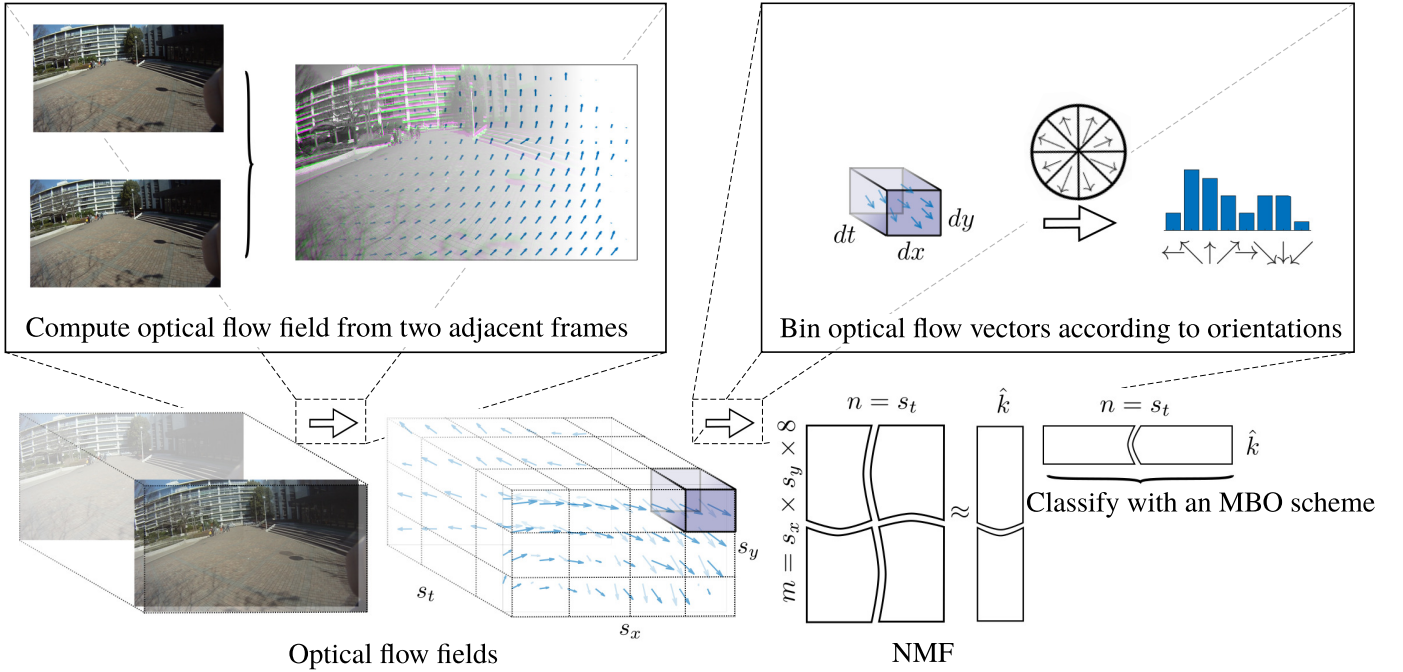 Compute optical flow field from two adjacent frames
dt
dx
dy
Bin optical flow vectors according to orientations
s_t
s_x
s_y
Optical flow fields
m = s_x × s_y × 8
n = s_t
≈
k̂
n = s_t
k̂
Classify with an MBO scheme
NMF